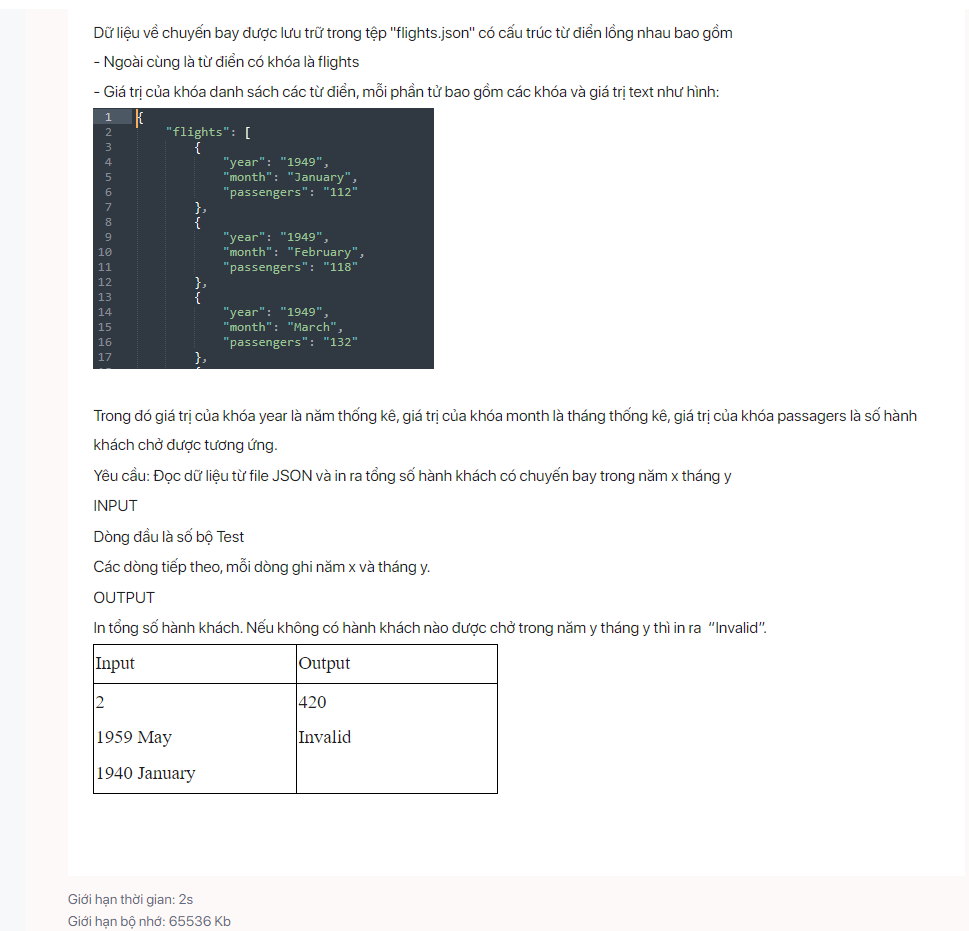 Dữ liệu về chuyến bay được lưu trữ trong tệp "flights.json" có cấu trúc từ điển lồng nhau bao gồm
- Ngoài cùng là từ điển có khóa là flights
- Giá trị của khóa danh sách các từ điển, mỗi phần tử bao gồm các khóa và giá trị text như hình:
1 {
2 "flights": [
3 {
4 "year": "1949",
5 "month": "January",
6 "passengers": "112"
7 },
8 {
9 "year": "1949",
10 "month": "February",
11 "passengers": "118"
12 },
13 {
14 "year": "1949",
15 "month": "March",
16 "passengers": "132"
17 },
Trong đó giá trị của khóa year là năm thống kê, giá trị của khóa month là tháng thống kê, giá trị của khóa passagers là số hành
khách chở được tương ứng.
Yêu cầu: Đọc dữ liệu từ file JSON và in ra tổng số hành khách có chuyến bay trong năm x tháng y
INPUT
Dòng đầu là số bộ Test
Các dòng tiếp theo, mỗi dòng ghi năm x và tháng y.
OUTPUT
In tổng số hành khách. Nếu không có hành khách nào được chở trong năm y tháng y thì in ra “Invalid”.
Input Output
2 420
1959 May Invalid
1940 January
Giới hạn thời gian: 2s
Giới hạn bộ nhớ: 65536 Kb